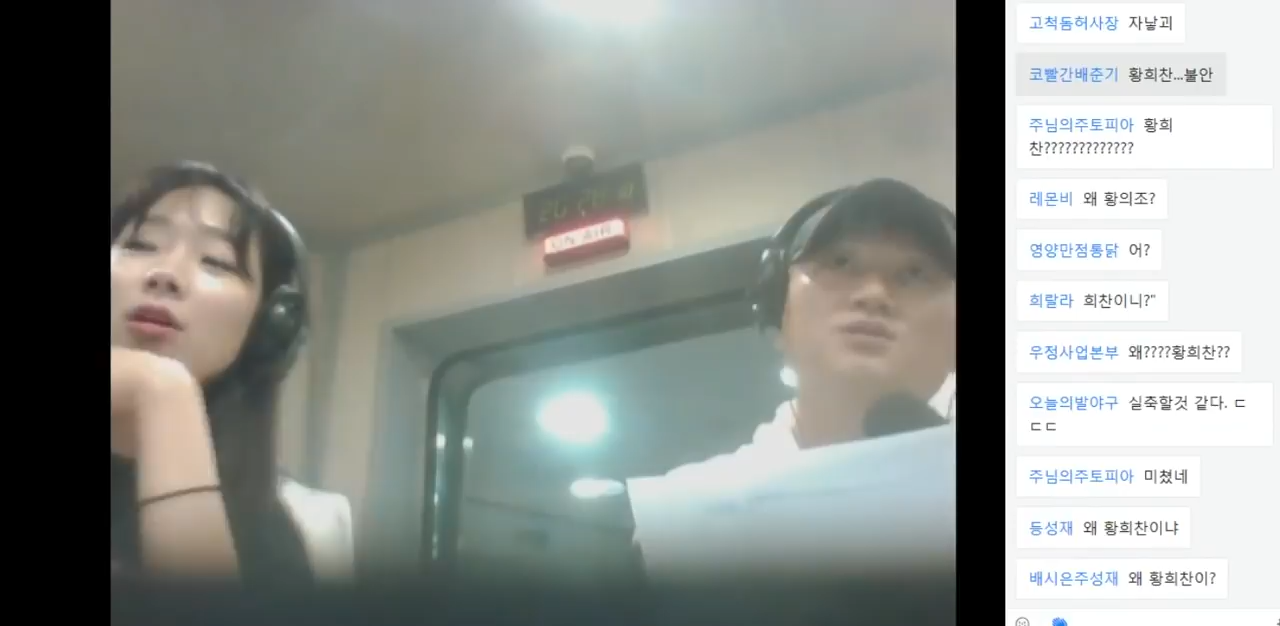 ON AIR
고척돔허사장 자낳괴
코빨간배춘기 황희찬...불안
주님의주토피아 황희
찬?????????????
레몬비 왜 황의조?
영양만점통닭 어?
희랄라 희찬이니?"
우정사업본부 왜????황희찬??
오늘의발야구 실축할것 같다. ㄷ
ㄷㄷ
주님의주토피아 미쳤네
등성재 왜 황희찬이냐
배시은주성재 왜 황희찬이?